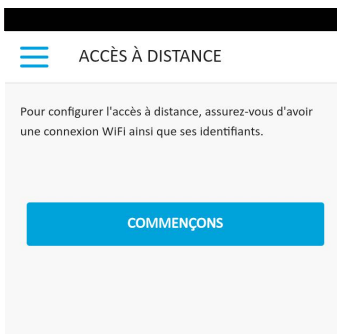 ACCÈS À DISTANCE
Pour configurer l'accès à distance, assurez-vous d'avoir
une connexion WiFi ainsi que ses identifiants.
COMMENÇONS